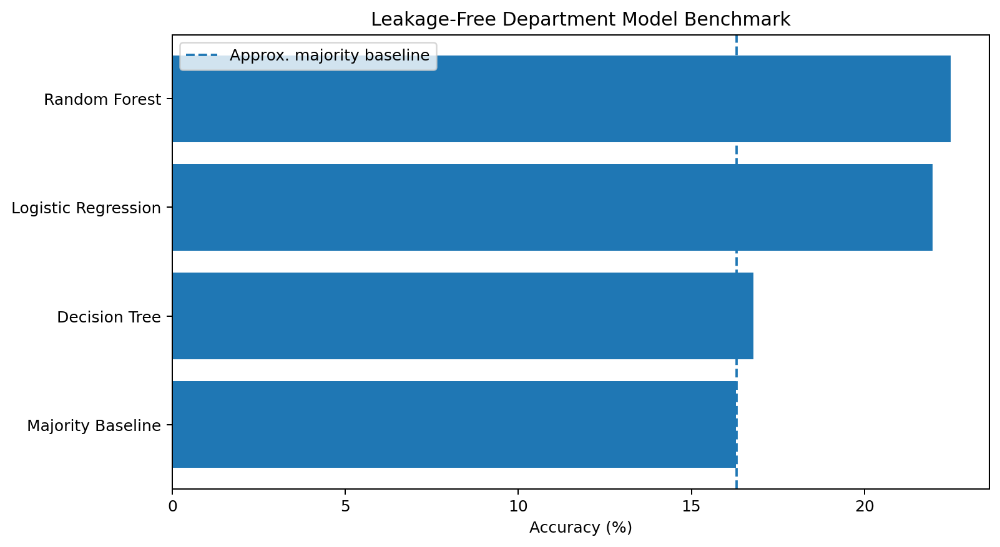 Leakage-Free Department Model Benchmark
Approx. majority baseline
Random Forest
Logistic Regression
Decision Tree
Majority Baseline
0 5 10 15 20
Accuracy (%)